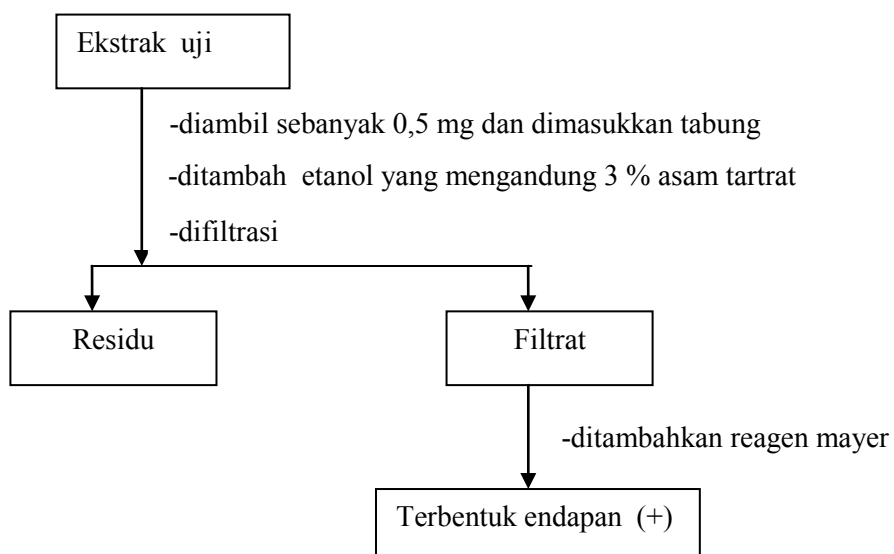 Ekstrak uji
-diambil sebanyak 0,5 mg dan dimasukkan tabung
-ditambah etanol yang mengandung 3 % asam tartrat
-difiltrasi
Residu
Filtrat
-ditambahkan reagen mayer
Terbentuk endapan (+)